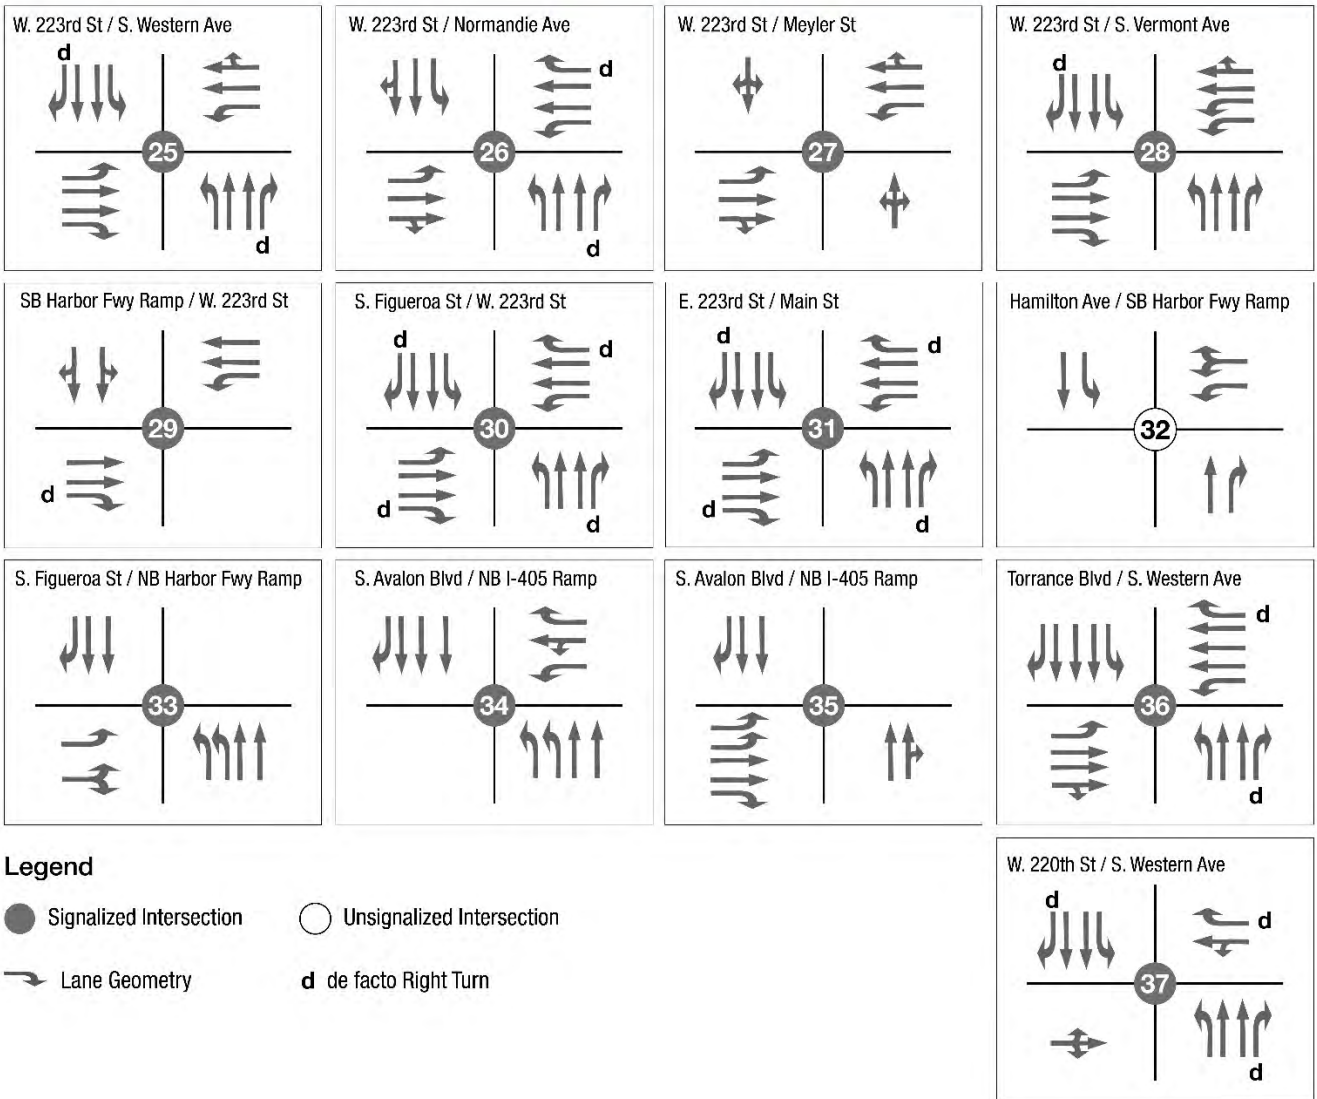 W. 223rd St / S. Western Ave
d
25
d
W. 223rd St / Normandie Ave
d
26
d
W. 223rd St / Meyler St
27
W. 223rd St / S. Vermont Ave
d
28
SB Harbor Fwy Ramp / W. 223rd St
29
d
S. Figueroa St / W. 223rd St
d
d
30
d
d
E. 223rd St / Main St
d
d
31
d
d
Hamilton Ave / SB Harbor Fwy Ramp
32
S. Figueroa St / NB Harbor Fwy Ramp
33
S. Avalon Blvd / NB I-405 Ramp
34
S. Avalon Blvd / NB I-405 Ramp
35
Torrance Blvd / S. Western Ave
d
36
d
W. 220th St / S. Western Ave
d
d
37
d
Legend
Signalized Intersection
Unsignalized Intersection
Lane Geometry
d de facto Right Turn